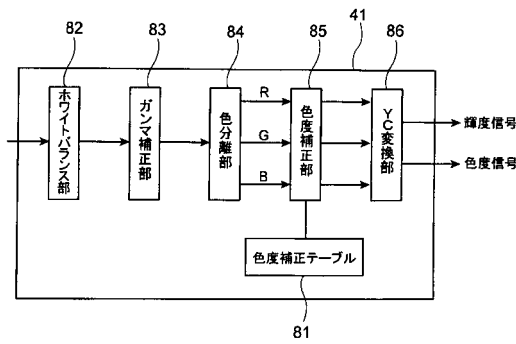 82
83
84
85
86
41
ホワイトバランス部
ガンマ補正部
色分離部
R
G
B
色度補正部
YC変換部
輝度信号
色度信号
色度補正テーブル
81